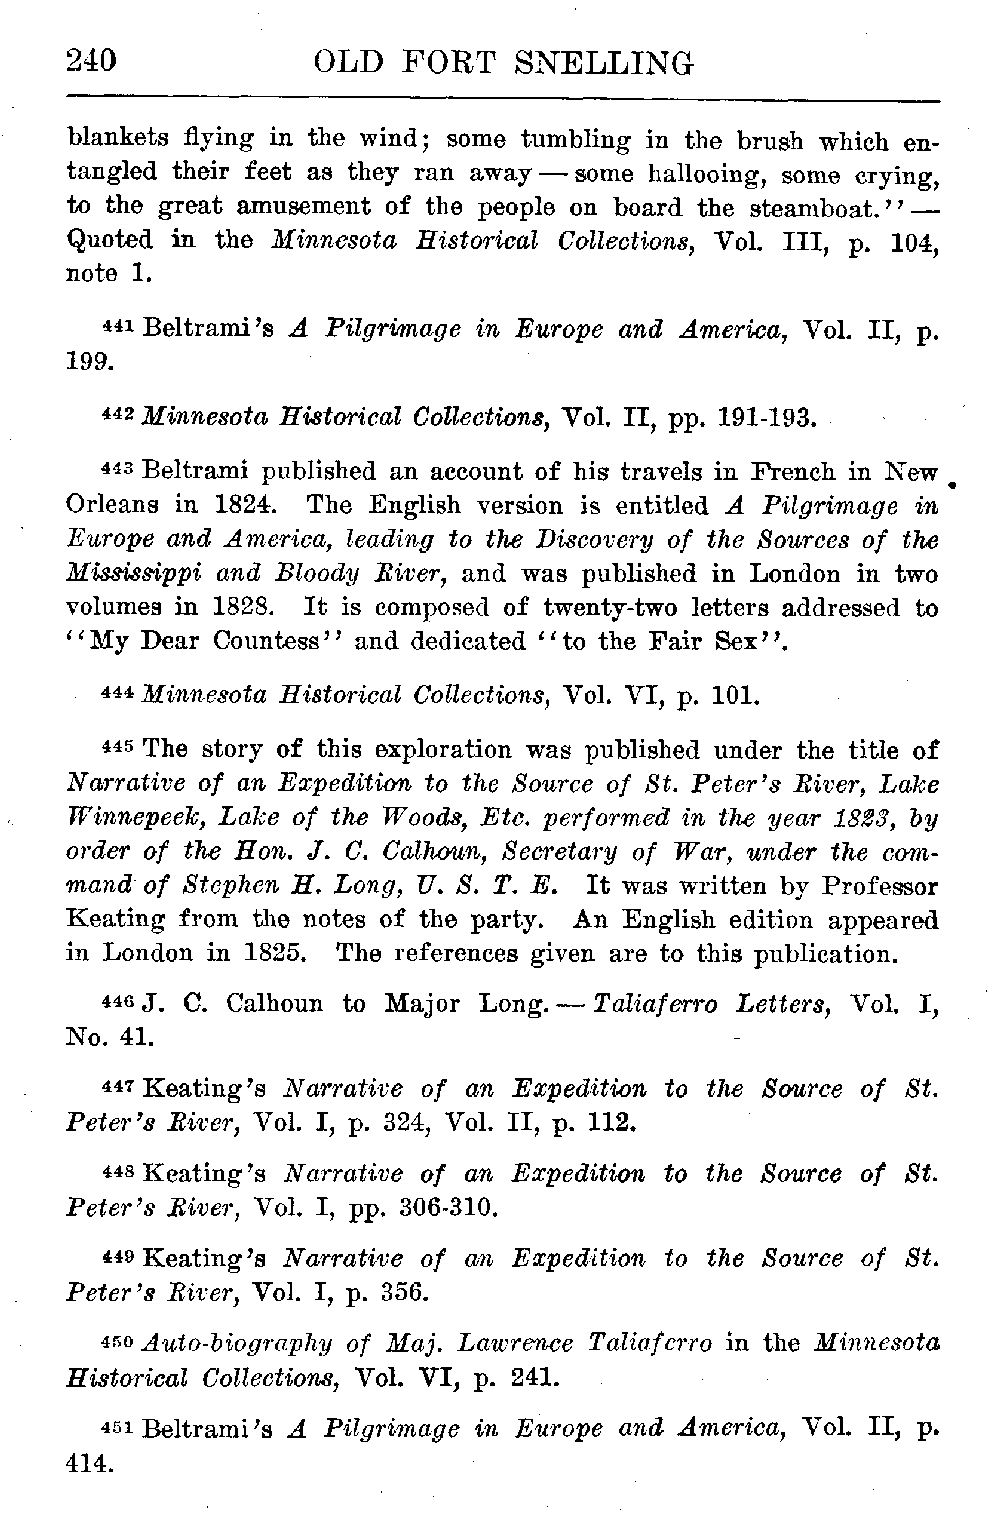 240 OLD FORT SNELLING
blankets flying in the wind; some tumbling in the brush which en-
tangled their feet as they ran away — some hallooing, some crying,
to the great amusement of the people on board the steamboat.'' —
Quoted in the Minnesota Historical Collections, Vol. III, p. 104,
note 1.
441 Beltrami's A Pilgrimage in Europe and America, Vol. II, p.
199.
442 Minnesota Historical Collections, Vol. II, pp. 191-193.
443 Beltrami published an account of his travels in French in New
Orleans in 1824. The English version is entitled A Pilgrimage in
Europe and America, leading to the Discovery of the Sources of the
Mississippi and Bloody River, and was published in London in two
volumes in 1828. It is composed of twenty-two letters addressed to
''My Dear Countess'' and dedicated ''to the Fair Sex''.
444 Minnesota Historical Collections, Vol. VI, p. 101.
445 The story of this exploration was published under the title of
Narrative of an Expedition to the Source of St. Peter's River, Lake
Winnepeek, Lake of the Woods, Etc. performed in the year 1823, by
order of the Hon. J. C. Calhoun, Secretary of War, under the com-
mand of Stephen H. Long, U. S. T. E. It was written by Professor
Keating from the notes of the party. An English edition appeared
in London in 1825. The references given are to this publication.
446 J. C. Calhoun to Major Long. — Taliaferro Letters, Vol. I,
No. 41.
447 Keating's Narrative of an Expedition to the Source of St.
Peter's River, Vol. I, p. 324, Vol. II, p. 112.
448 Keating's Narrative of an Expedition to the Source of St.
Peter's River, Vol. I, pp. 306-310.
449 Keating's Narrative of an Expedition to the Source of St.
Peter's River, Vol. I, p. 356.
450 Auto-biography of Maj. Lawrence Taliaferro in the Minnesota
Historical Collections, Vol. VI, p. 241.
451 Beltrami's A Pilgrimage in Europe and America, Vol. II, p.
414.